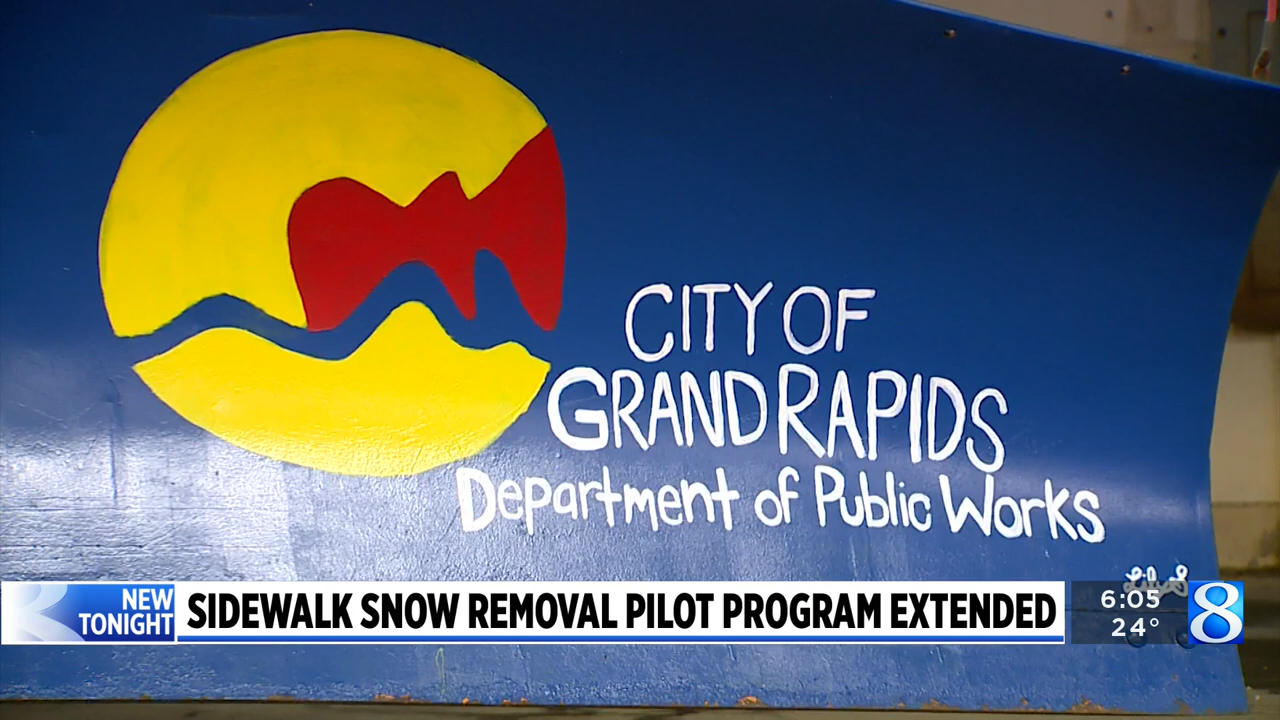 CITY OF
GRAND RAPIDS
Department of Public Works
NEW
TONIGHT
SIDEWALK SNOW REMOVAL PILOT PROGRAM EXTENDED
6:05
24°
8